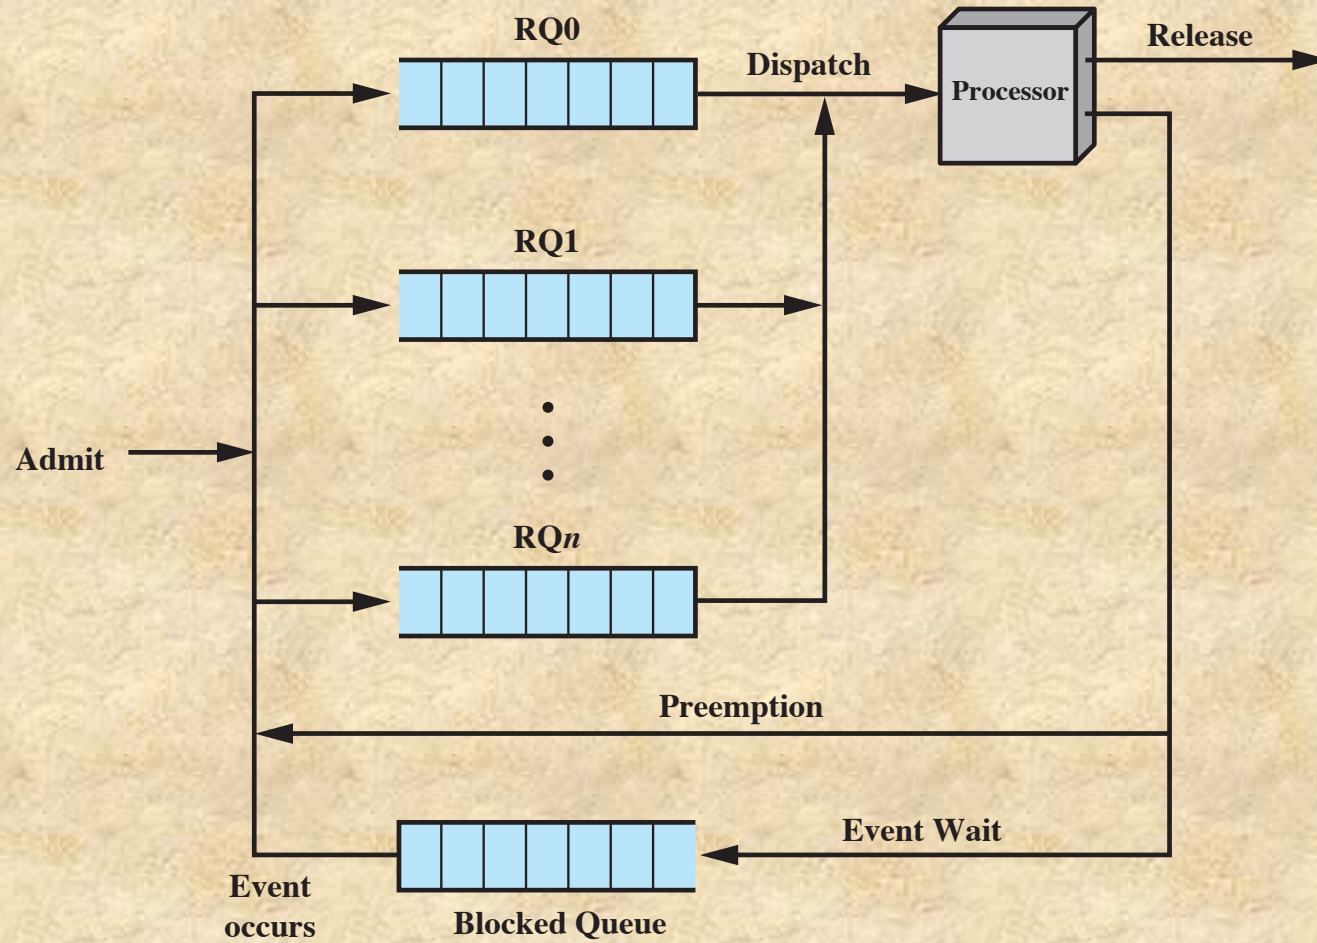 RQ0
Release
Dispatch
Processor
RQ1
Admit
RQn
Preemption
Event Wait
Event
occurs
Blocked Queue